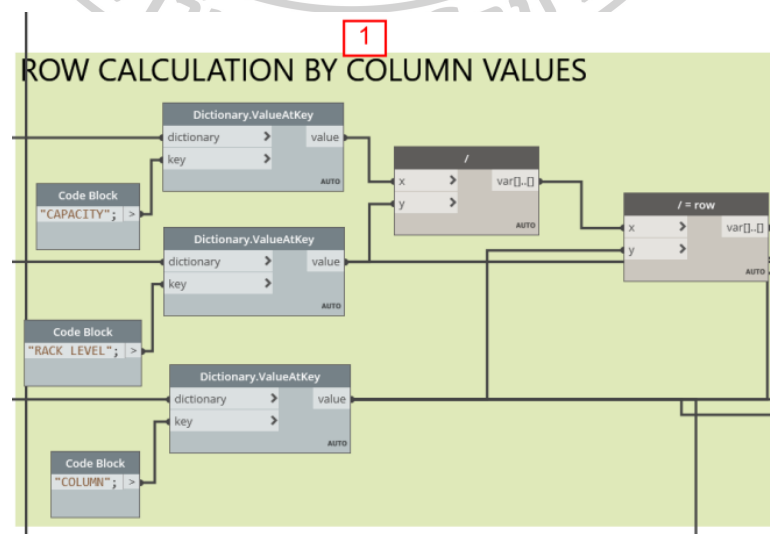 1
ROW CALCULATION BY COLUMN VALUES
Dictionary.ValueAtKey
dictionary > value
key >
AUTO
Code Block
"CAPACITY"; >
/
x > var[]..[]
y >
AUTO
/ = row
x > var[]..[]
y >
AUTO
Dictionary.ValueAtKey
dictionary > value
key >
AUTO
Code Block
"RACK LEVEL"; >
Dictionary.ValueAtKey
dictionary > value
key >
AUTO
Code Block
"COLUMN"; >